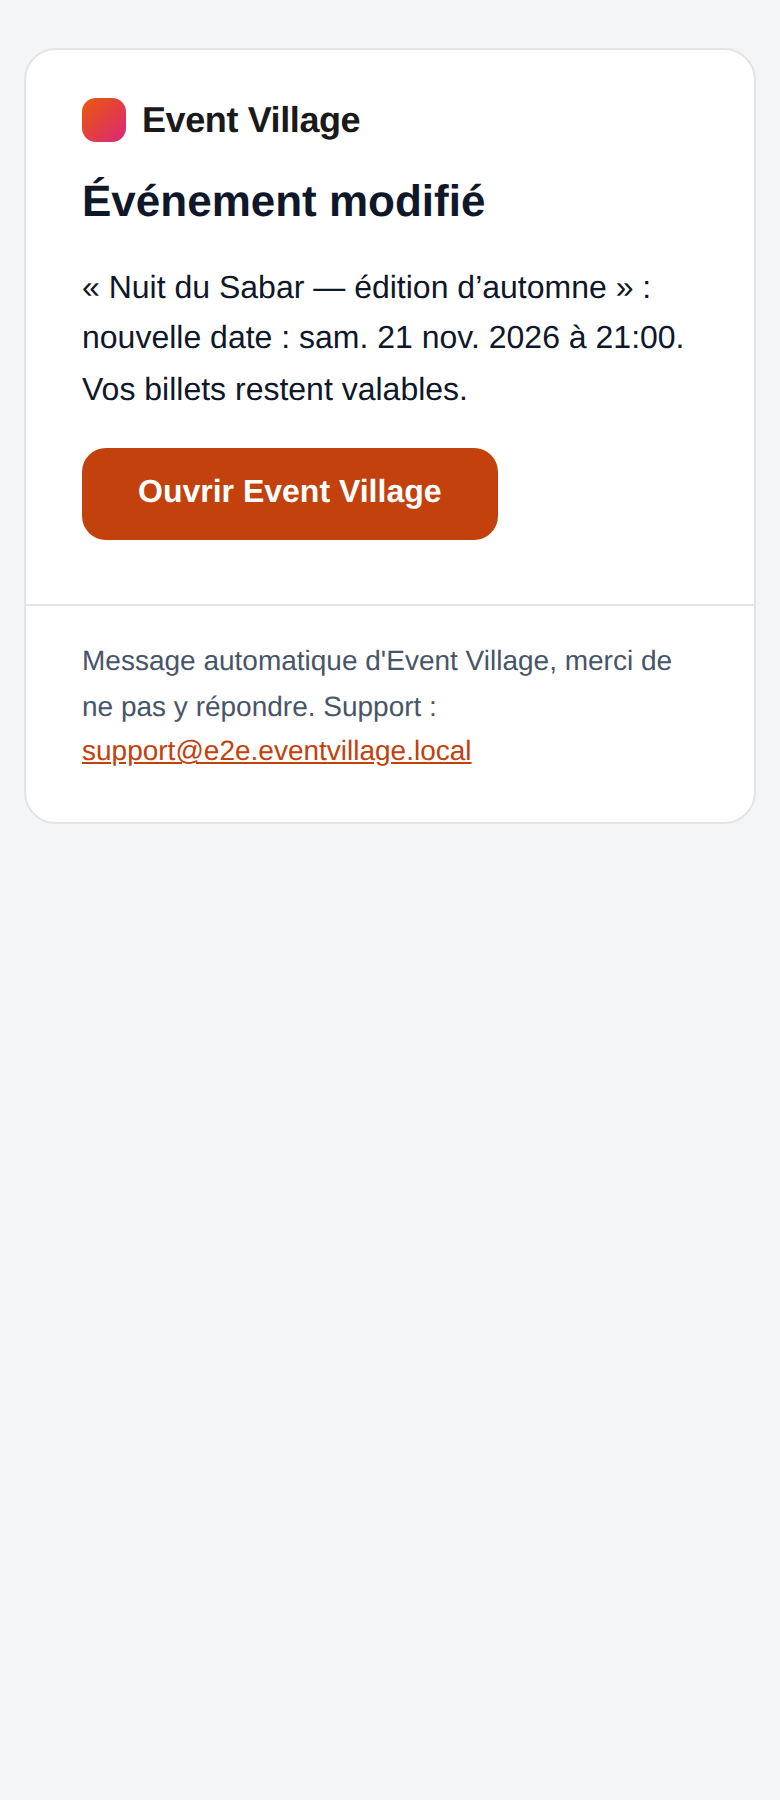 Event Village
Événement modifié
« Nuit du Sabar — édition d’automne » :
nouvelle date : sam. 21 nov. 2026 à 21:00.
Vos billets restent valables.
Ouvrir Event Village
Message automatique d'Event Village, merci de
ne pas y répondre. Support :
support@e2e.eventvillage.local